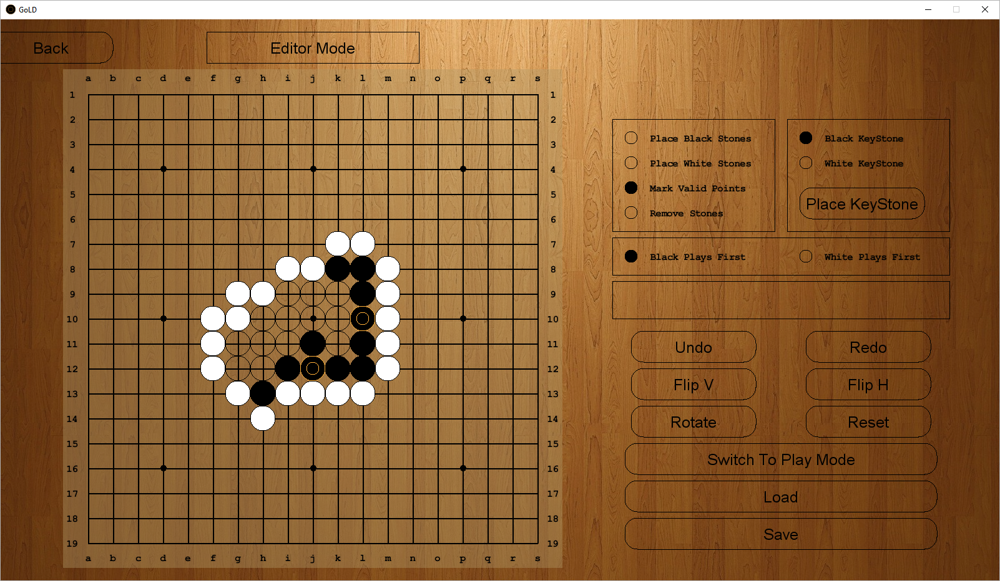 GoLD
Back
Editor Mode
a b c d e f g h i j k l m n o p q r s
1 1
2 2
3 3
4 4
5 5
6 6
7 7
8 8
9 9
10 10
11 11
12 12
13 13
14 14
15 15
16 16
17 17
18 18
19 19
a b c d e f g h i j k l m n o p q r s
Place Black Stones
Place White Stones
Mark Valid Points
Remove Stones
Black KeyStone
White KeyStone
Place KeyStone
Black Plays First
White Plays First
Undo
Redo
Flip V
Flip H
Rotate
Reset
Switch To Play Mode
Load
Save